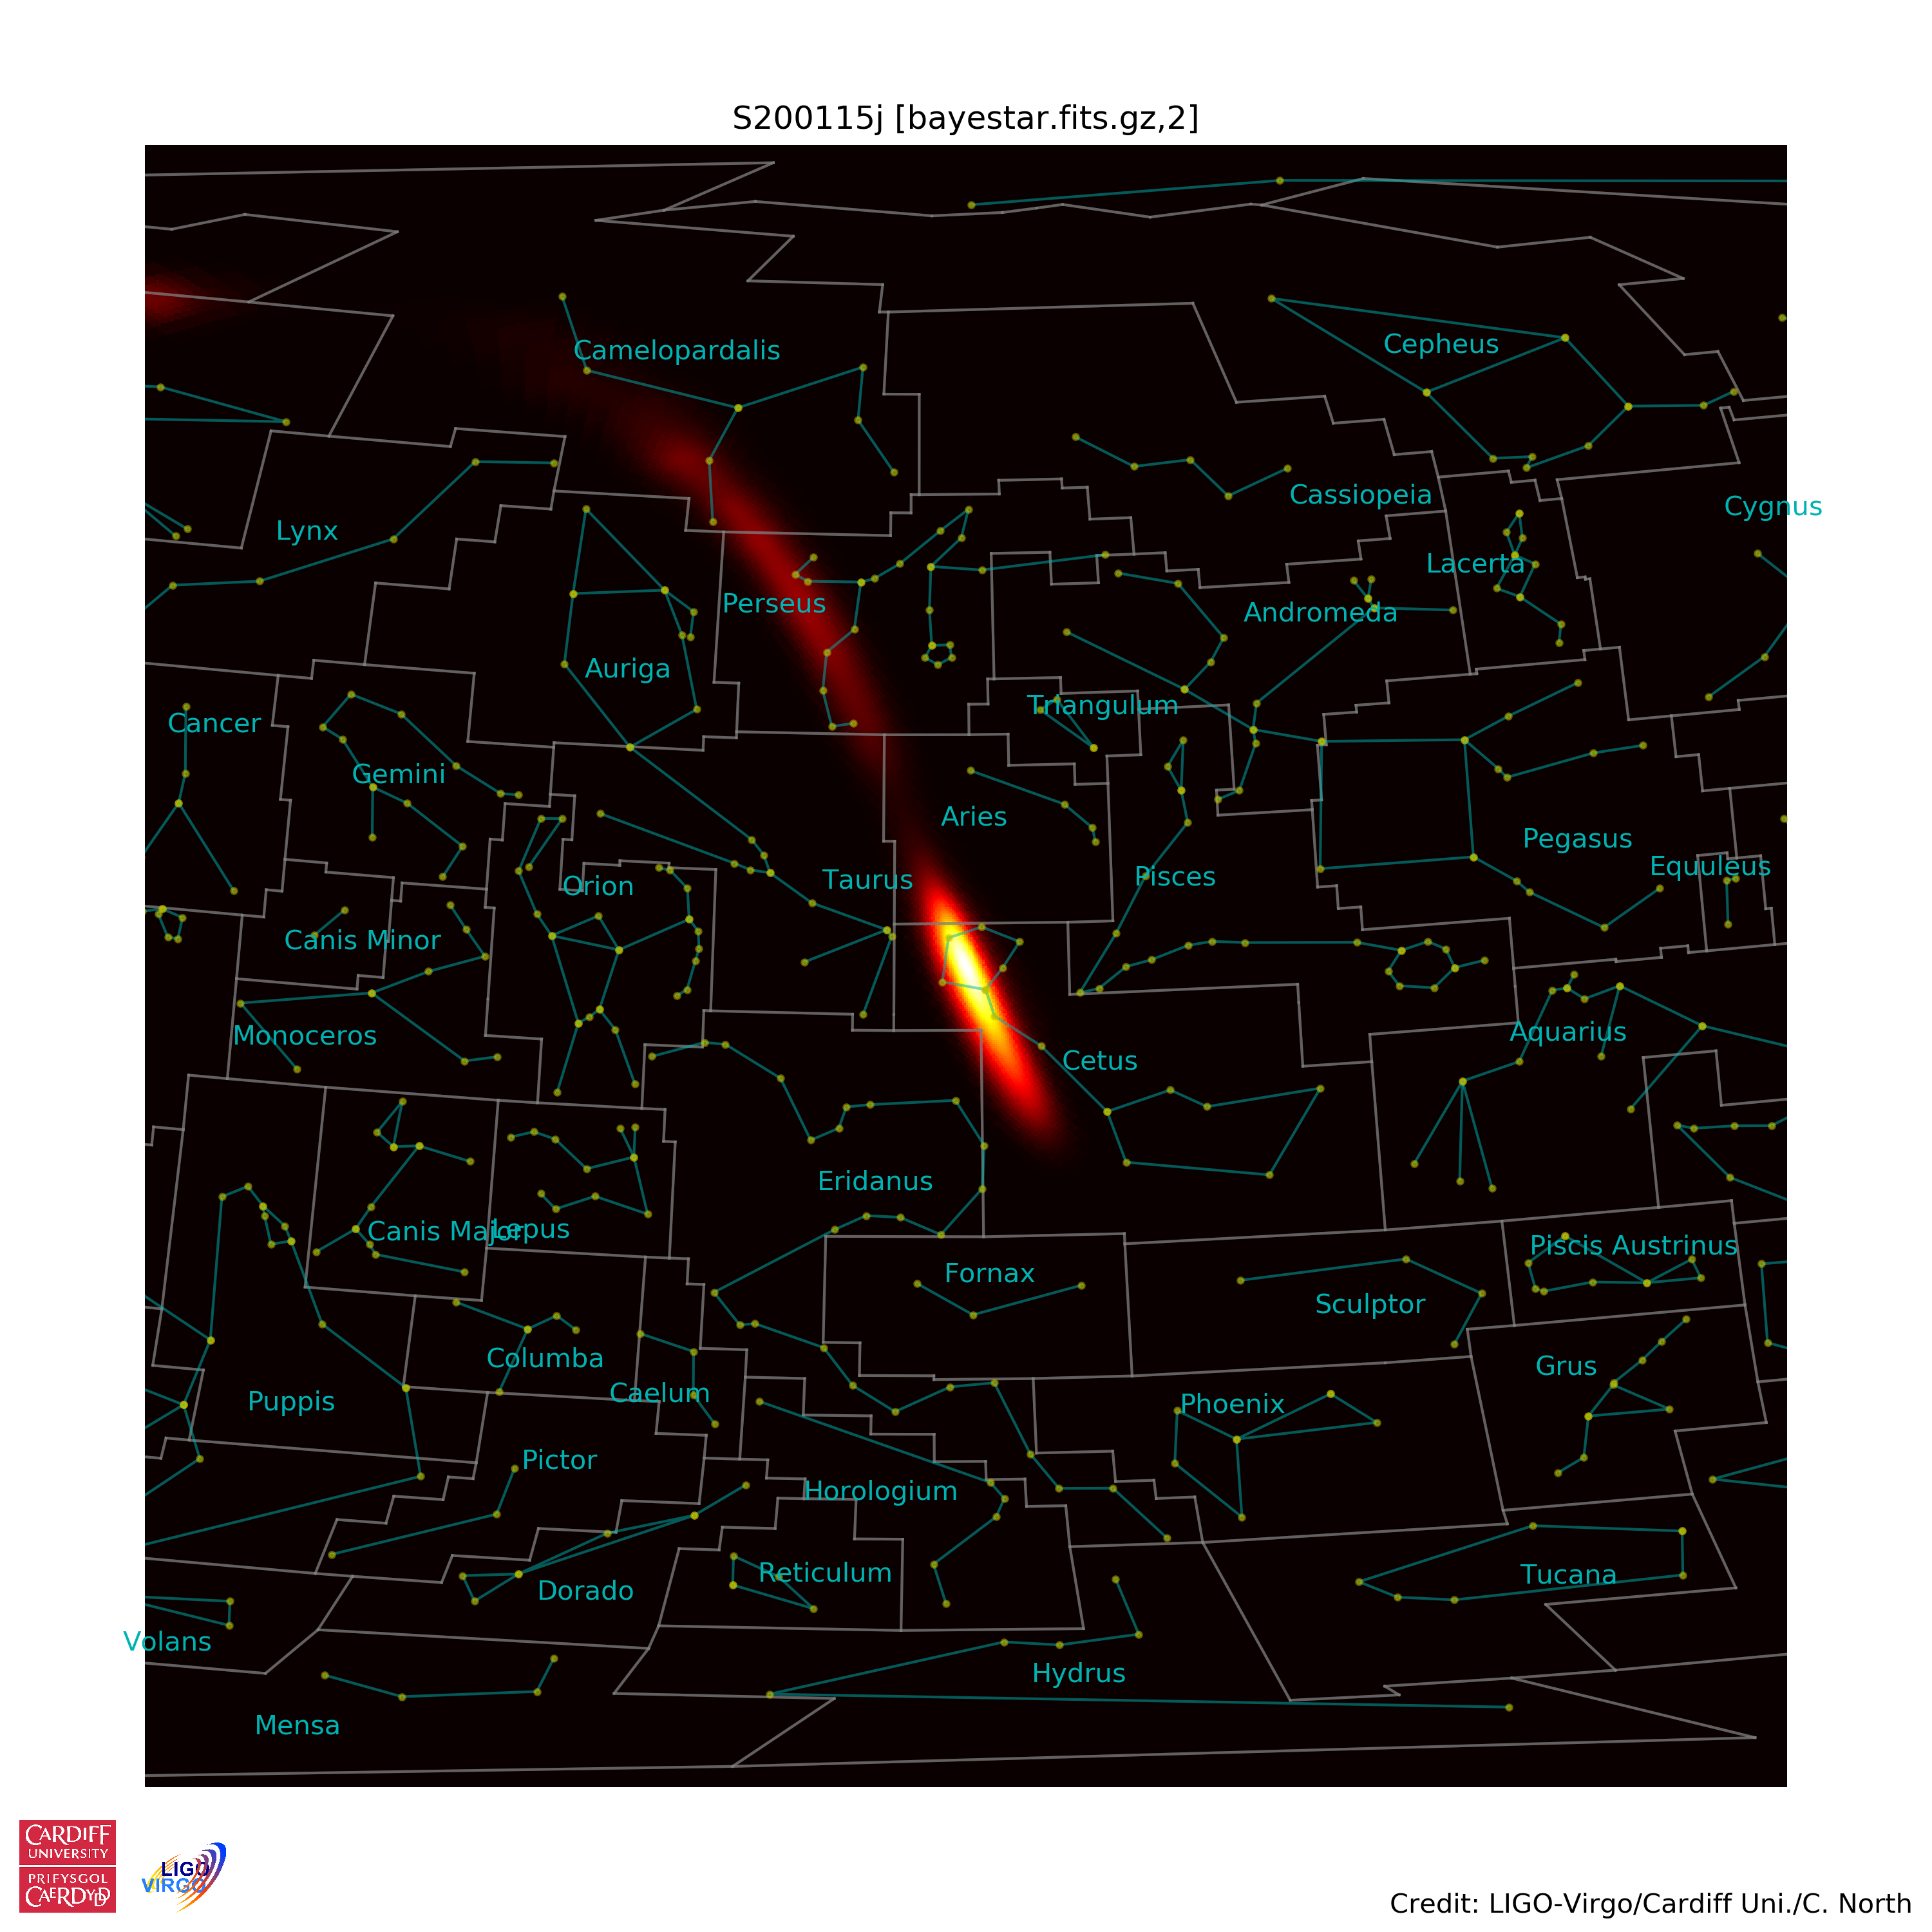 S200115j [bayestar.fits.gz,2]
Camelopardalis
Cepheus
Cassiopeia
Cygnus
Lynx
Lacerta
Perseus
Andromeda
Auriga
Triangulum
Cancer
Gemini
Aries
Pegasus
Equuleus
Taurus
Pisces
Orion
Canis Minor
Monoceros
Aquarius
Cetus
Eridanus
Canis Major
Lepus
Piscis Austrinus
Fornax
Sculptor
Columba
Grus
Caelum
Puppis
Phoenix
Pictor
Horologium
Reticulum
Tucana
Dorado
Volans
Hydrus
Mensa
CARDIFF
UNIVERSITY
PRIFYSGOL
CAERDYDD
LIGO
VIRGO
Credit: LIGO-Virgo/Cardiff Uni./C. North